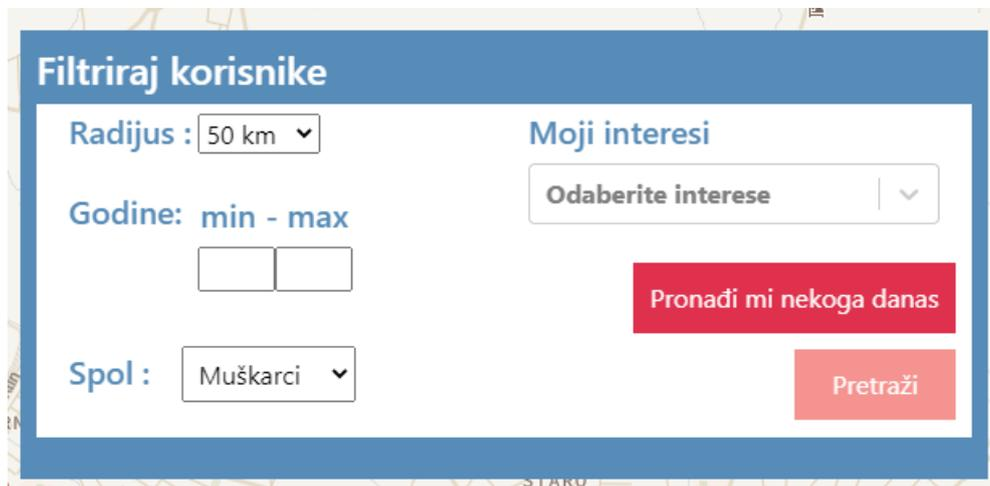 Filtriraj korisnike
Radijus : 50 km
Moji interesi
Odaberite interese
Godine: min - max
Pronađi mi nekoga danas
Spol : Muškarci
Pretraži
STARO